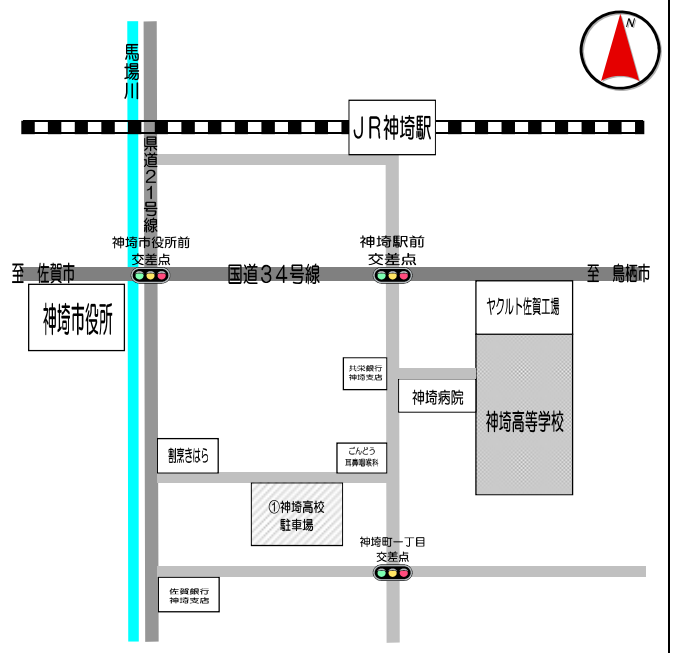 N
馬場川
JR神埼駅
県道21号線
神埼市役所前
交差点
神埼駅前
交差点
至 佐賀市
国道34号線
至 鳥栖市
神埼市役所
ヤクルト佐賀工場
共栄銀行
神埼支店
神埼病院
神埼高等学校
割烹きはら
ごんどう
耳鼻咽喉科
①神埼高校
駐車場
神埼町一丁目
交差点
佐賀銀行
神埼支店